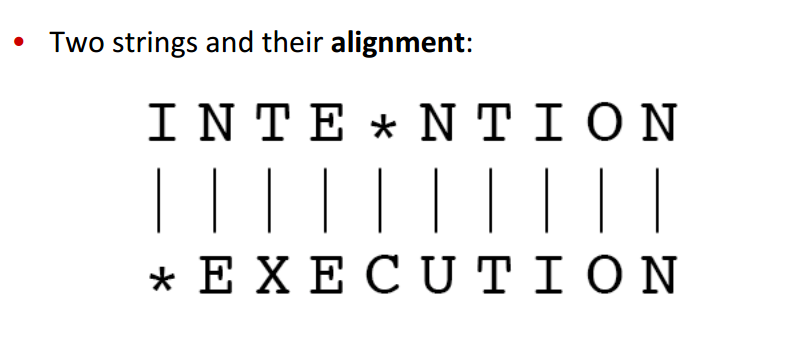 • Two strings and their alignment:
I N T E * N T I O N
| | | | | | | | | |
* E X E C U T I O N